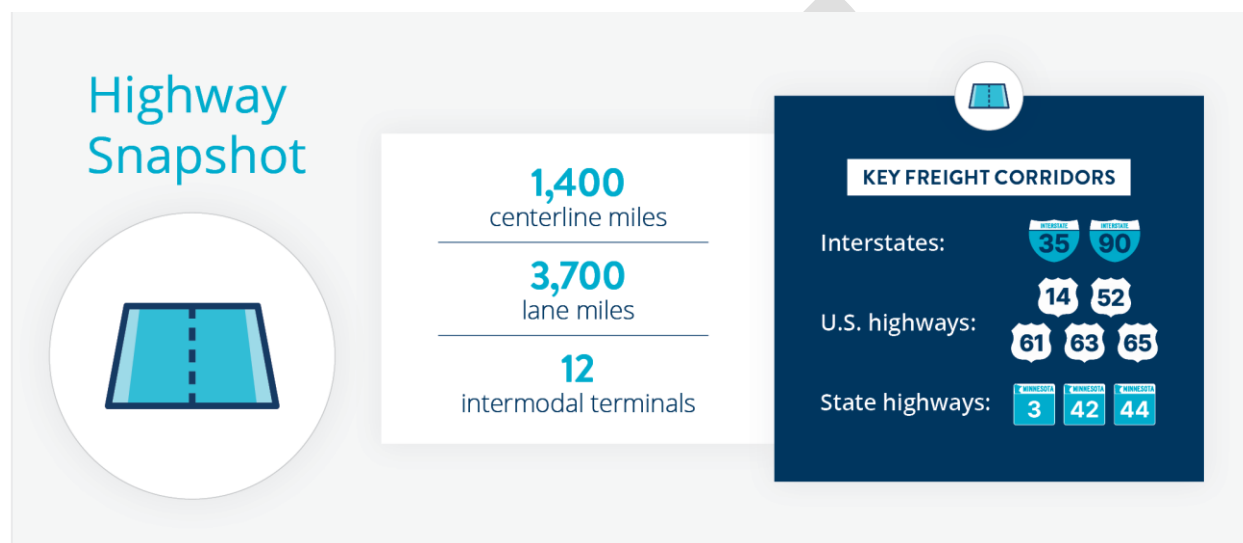 Highway
Snapshot
1,400
centerline miles
3,700
lane miles
12
intermodal terminals
KEY FREIGHT CORRIDORS
Interstates:
INTERSTATE INTERSTATE
35 90
U.S. highways:
14 52
61 63 65
State highways:
MINNESOTA MINNESOTA MINNESOTA
3 42 44